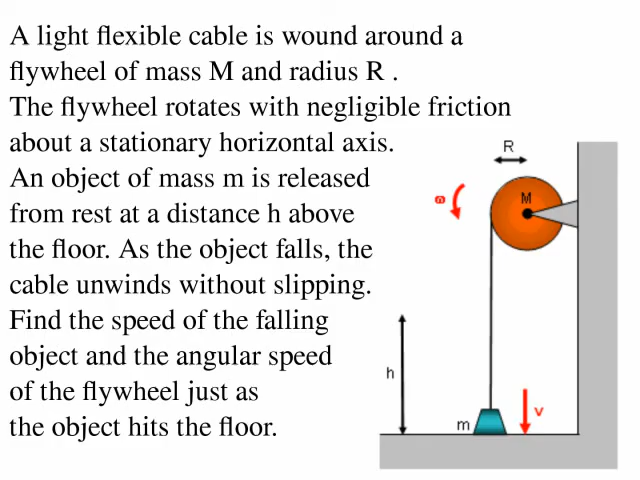 A light flexible cable is wound around a
flywheel of mass M and radius R .
The flywheel rotates with negligible friction
about a stationary horizontal axis.
An object of mass m is released
from rest at a distance h above
the floor. As the object falls, the
cable unwinds without slipping.
Find the speed of the falling
object and the angular speed
of the flywheel just as
the object hits the floor.
R
M
ω
h
m
v